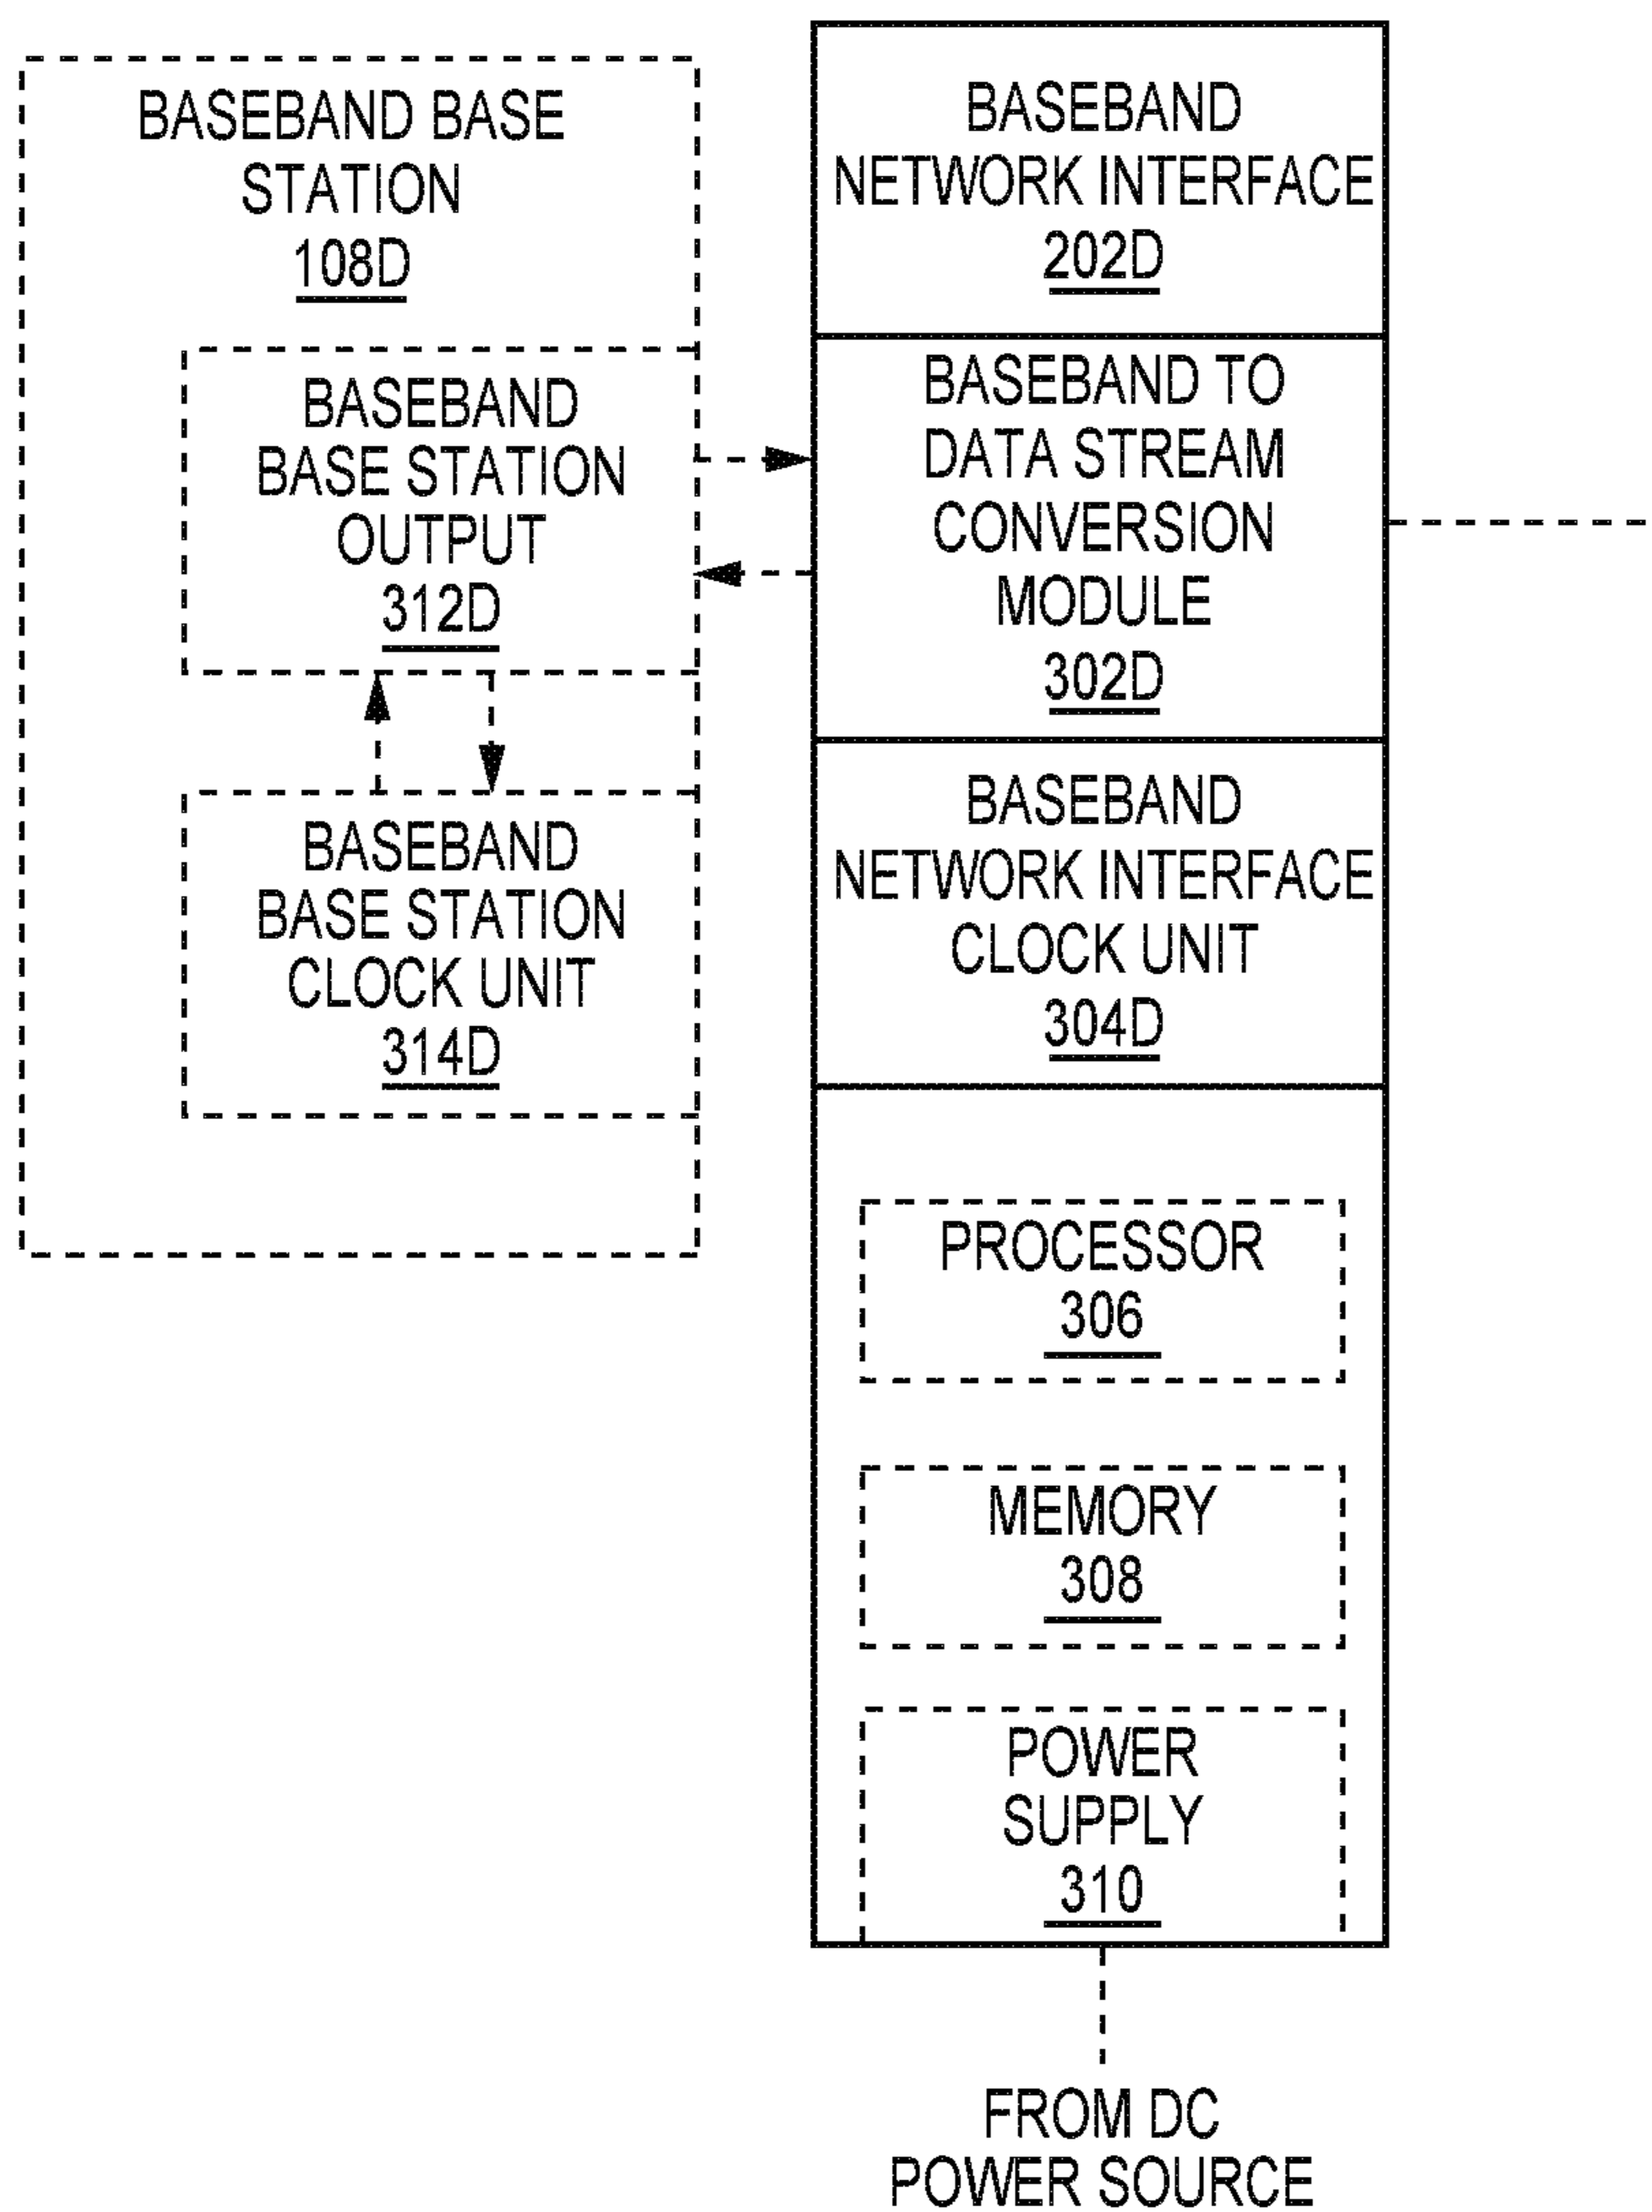 BASEBAND BASE
STATION
108D
BASEBAND
BASE STATION
OUTPUT
312D
BASEBAND
BASE STATION
CLOCK UNIT
314D
BASEBAND
NETWORK INTERFACE
202D
BASEBAND TO
DATA STREAM
CONVERSION
MODULE
302D
BASEBAND
NETWORK INTERFACE
CLOCK UNIT
304D
PROCESSOR
306
MEMORY
308
POWER
SUPPLY
310
FROM DC
POWER SOURCE